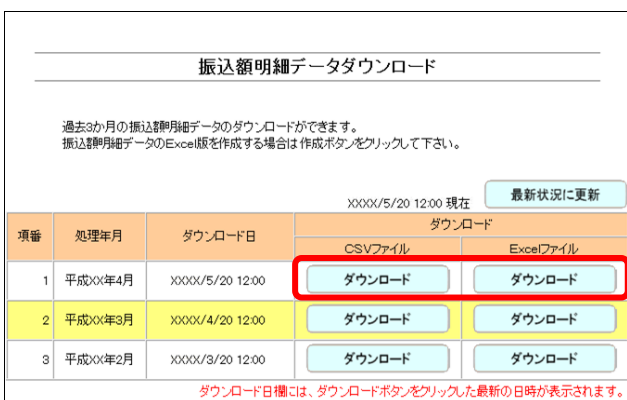 振込額明細データダウンロード
過去3か月の振込額明細データのダウンロードができます。
振込額明細データのExcel版を作成する場合は作成ボタンをクリックして下さい。
XXXX/5/20 12:00 現在 最新状況に更新
項番 処理年月 ダウンロード日 ダウンロード
CSVファイル Excelファイル
1 平成XX年4月 XXXX/5/20 12:00 ダウンロード ダウンロード
2 平成XX年3月 XXXX/4/20 12:00 ダウンロード ダウンロード
3 平成XX年2月 XXXX/3/20 12:00 ダウンロード ダウンロード
ダウンロード日欄には、ダウンロードボタンをクリックした最新の日時が表示されます。